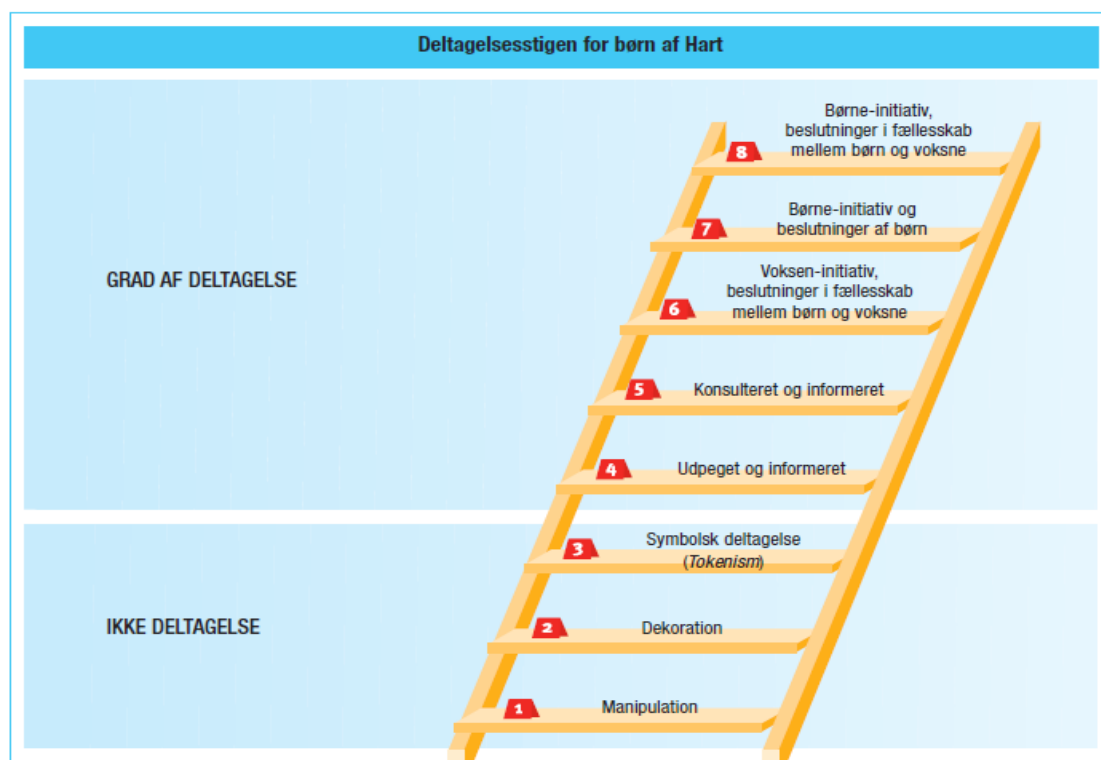 Deltagelsesstigen for børn af Hart
GRAD AF DELTAGELSE
8
Børne-initiativ,
beslutninger i fællesskab
mellem børn og voksne
7
Børne-initiativ og
beslutninger af børn
6
Voksen-initiativ,
beslutninger i fællesskab
mellem børn og voksne
5
Konsulteret og informeret
4
Udpeget og informeret
IKKE DELTAGELSE
3
Symbolsk deltagelse
(Tokenism)
2
Dekoration
1
Manipulation